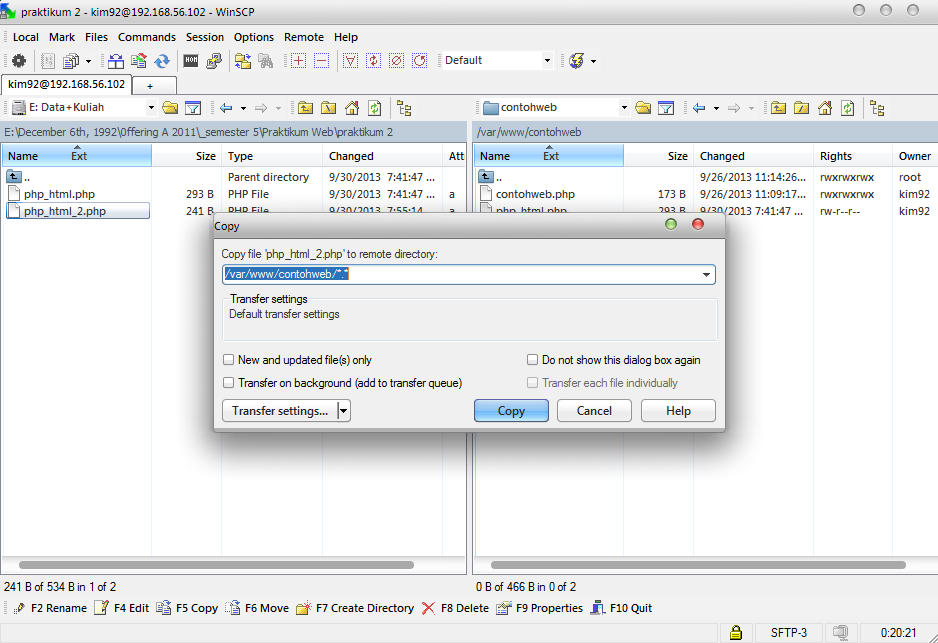 praktikum 2 - kim92@192.168.56.102 - WinSCP
Local Mark Files Commands Session Options Remote Help
Default
kim92@192.168.56.102 +
E: Data+Kuliah
contohweb
E:\December 6th, 1992\Offering A 2011\_semester 5\Praktikum Web\praktikum 2
/var/www/contohweb
Name Ext Size Type Changed Att
Name Ext Size Changed Rights Owner
.. Parent directory 9/30/2013 7:41:47 ...
.. 9/26/2013 11:14:26... rwxrwxrwx root
php_html.php 293 B PHP File 9/30/2013 7:41:47 ... a
contohweb.php 173 B 9/26/2013 11:09:17... rwxrwxrwx kim92
php_html_2.php 241 B PHP File 9/30/2013 7:55:14 ... a
php_html.php 293 B 9/30/2013 7:41:47 ... rw-r--r-- kim92
Copy
Copy file 'php_html_2.php' to remote directory:
/var/www/contohweb/*.*
Transfer settings
Default transfer settings
New and updated file(s) only
Do not show this dialog box again
Transfer on background (add to transfer queue)
Transfer each file individually
Transfer settings... Copy Cancel Help
241 B of 534 B in 1 of 2
0 B of 466 B in 0 of 2
F2 Rename F4 Edit F5 Copy F6 Move F7 Create Directory F8 Delete F9 Properties F10 Quit
SFTP-3 0:20:21